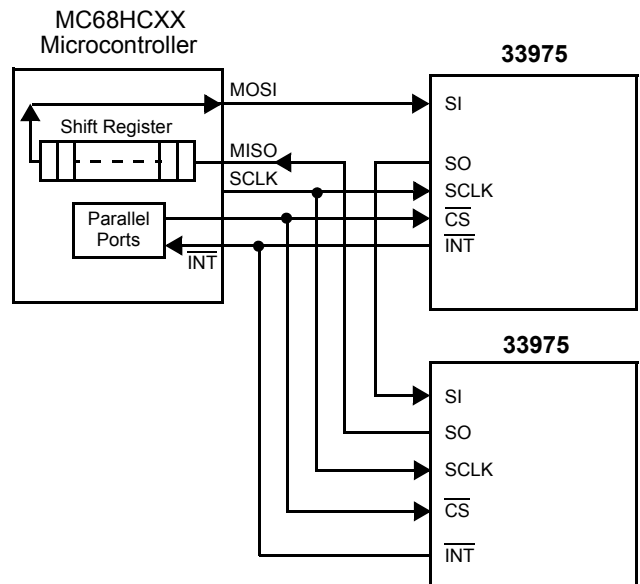 MC68HCXX
Microcontroller
33975
MOSI
SI
Shift Register
MISO
SO
SCLK
SCLK
Parallel
Ports
CS
INT
INT
33975
SI
SO
SCLK
CS
INT